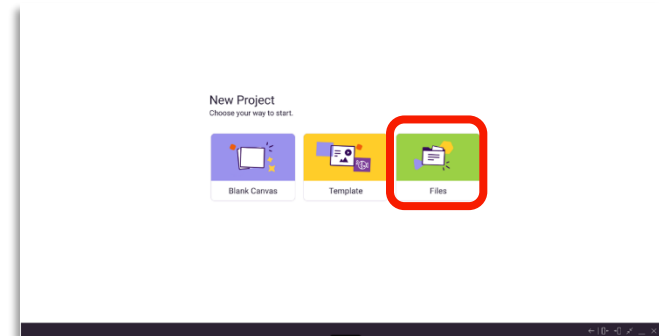 New Project
Choose your way to start.
Blank Canvas
Template
Files